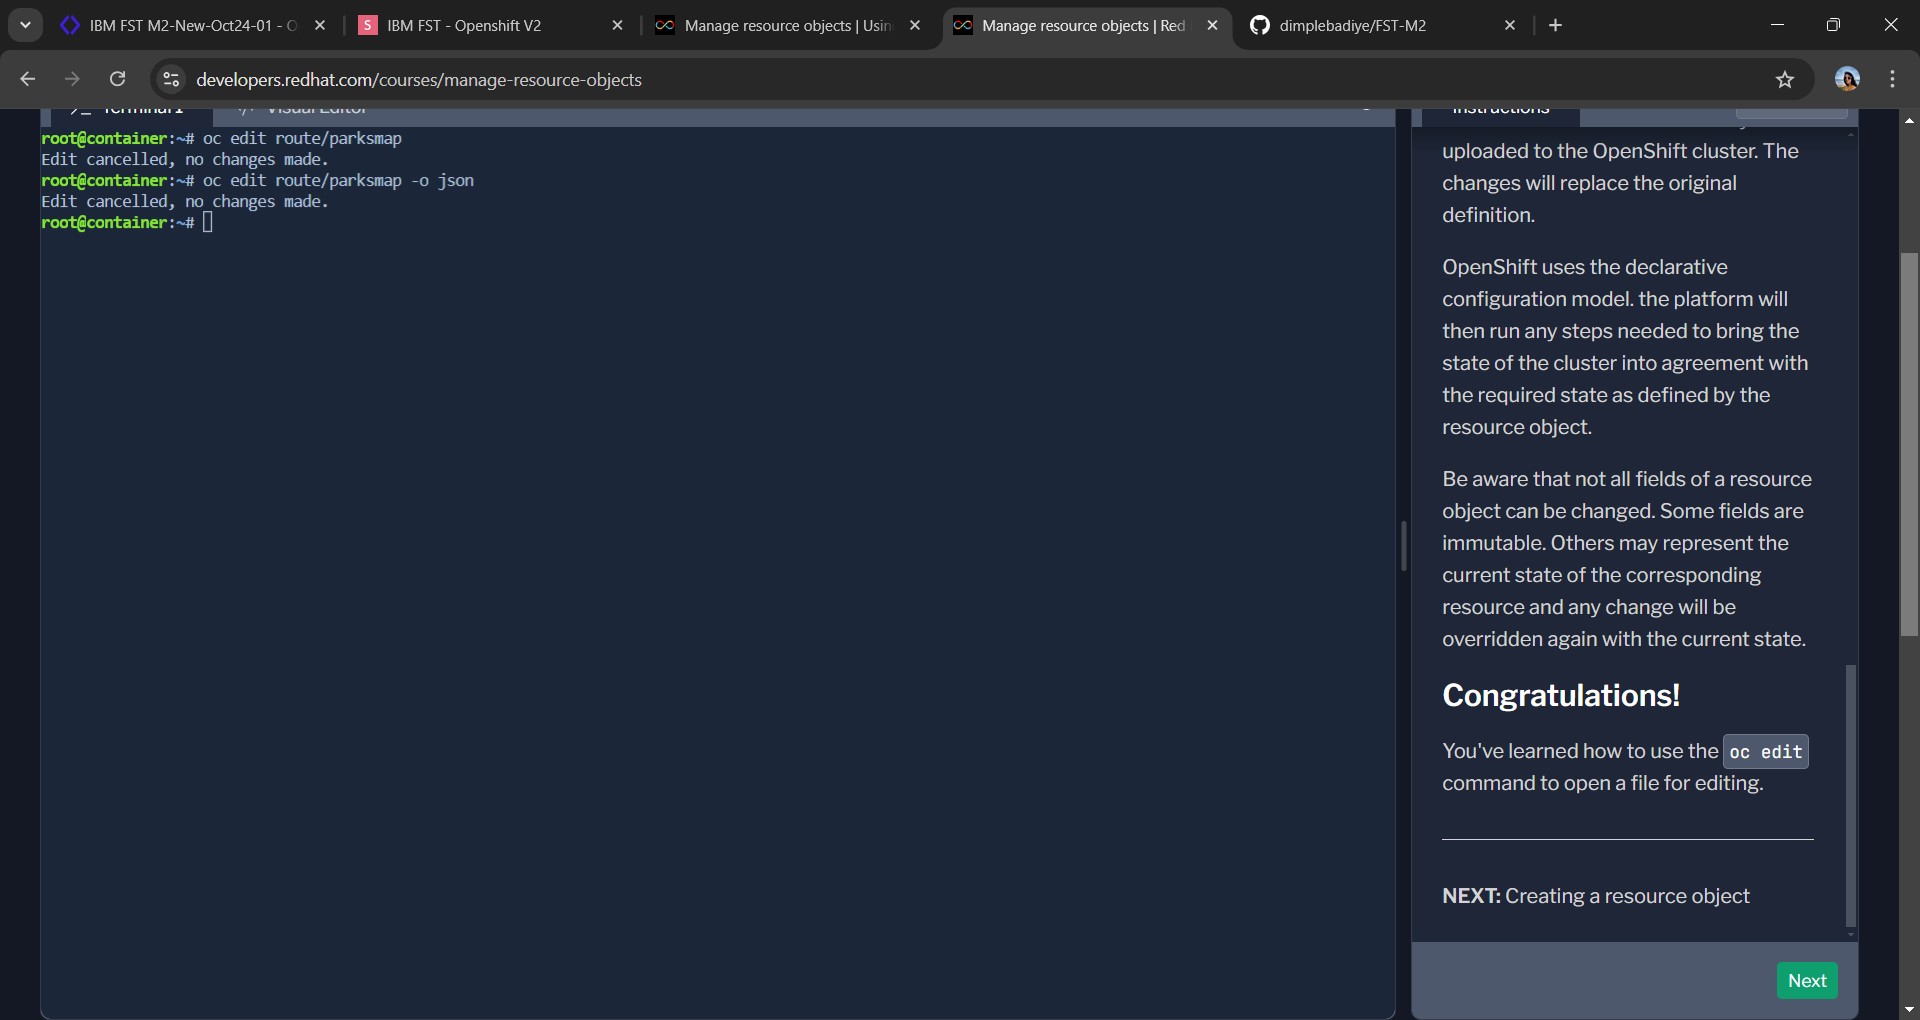 IBM FST M2-New-Oct24-01 - O
IBM FST - Openshift V2
Manage resource objects | Usin
Manage resource objects | Red
dimplebadiye/FST-M2
developers.redhat.com/courses/manage-resource-objects
Terminal 1
Visual Editor
Instructions
root@container:~# oc edit route/parksmap
Edit cancelled, no changes made.
root@container:~# oc edit route/parksmap -o json
Edit cancelled, no changes made.
root@container:~#
uploaded to the OpenShift cluster. The
changes will replace the original
definition.
OpenShift uses the declarative
configuration model. the platform will
then run any steps needed to bring the
state of the cluster into agreement with
the required state as defined by the
resource object.
Be aware that not all fields of a resource
object can be changed. Some fields are
immutable. Others may represent the
current state of the corresponding
resource and any change will be
overridden again with the current state.
Congratulations!
You've learned how to use the oc edit
command to open a file for editing.
NEXT: Creating a resource object
Next